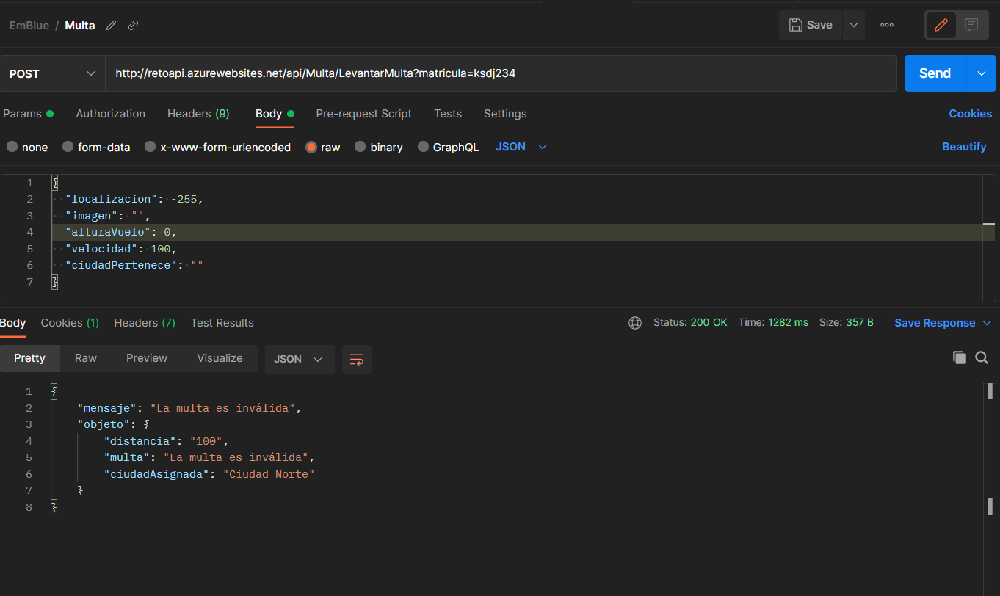 EmBlue / Multa
Save
POST
http://retoapi.azurewebsites.net/api/Multa/LevantarMulta?matricula=ksdj234
Send
Params Authorization Headers (9) Body Pre-request Script Tests Settings Cookies
none form-data x-www-form-urlencoded raw binary GraphQL JSON Beautify
1 {
2 "localizacion": -255,
3 "imagen": "",
4 "alturaVuelo": 0,
5 "velocidad": 100,
6 "ciudadPertenece": ""
7 }
Body Cookies (1) Headers (7) Test Results Status: 200 OK Time: 1282 ms Size: 357 B Save Response
Pretty Raw Preview Visualize JSON
1 {
2 "mensaje": "La multa es inválida",
3 "objeto": {
4 "distancia": "100",
5 "multa": "La multa es inválida",
6 "ciudadAsignada": "Ciudad Norte"
7 }
8 }